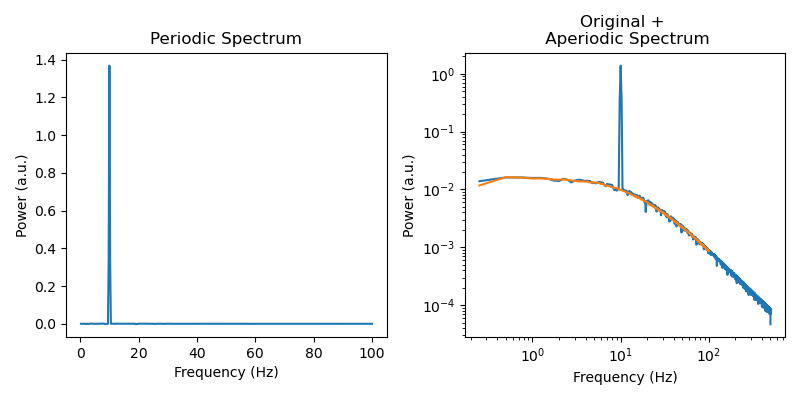 Periodic Spectrum
Power (a.u.)
1.4
1.2
1.0
0.8
0.6
0.4
0.2
0.0
0 20 40 60 80 100
Frequency (Hz)
Original +
Aperiodic Spectrum
Power (a.u.)
10⁰
10⁻¹
10⁻²
10⁻³
10⁻⁴
10⁰ 10¹ 10²
Frequency (Hz)